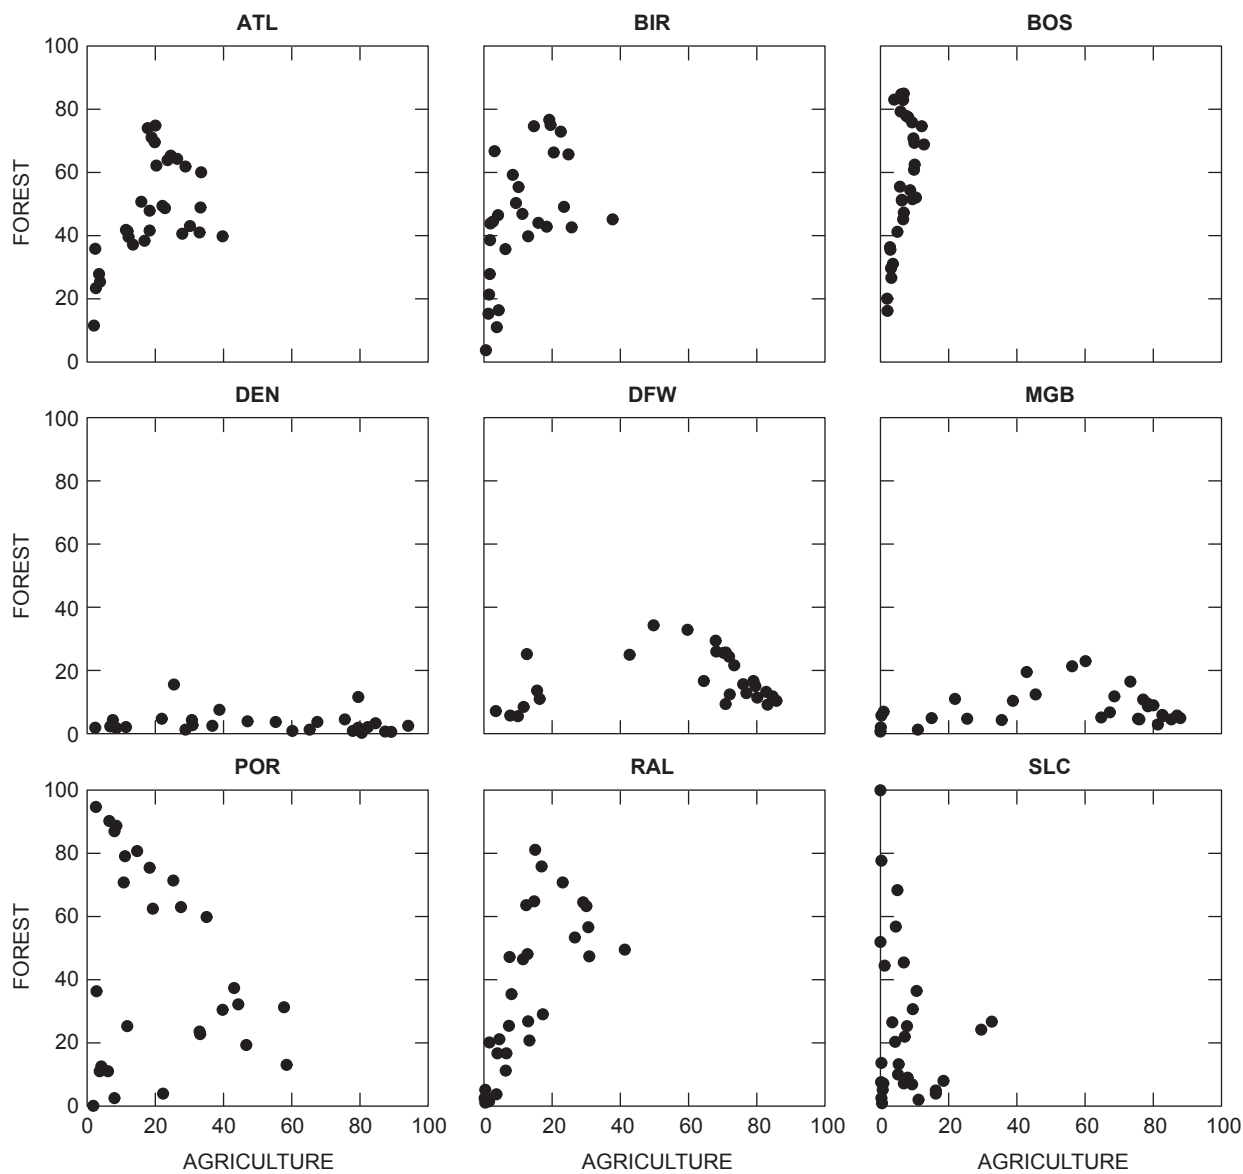 ATL BIR BOS
100
80
60
40
20
0
FOREST
DEN DFW MGB
100
80
60
40
20
0
FOREST
POR RAL SLC
100
80
60
40
20
0
FOREST
0 20 40 60 80 100 0 20 40 60 80 100 0 20 40 60 80 100
AGRICULTURE AGRICULTURE AGRICULTURE